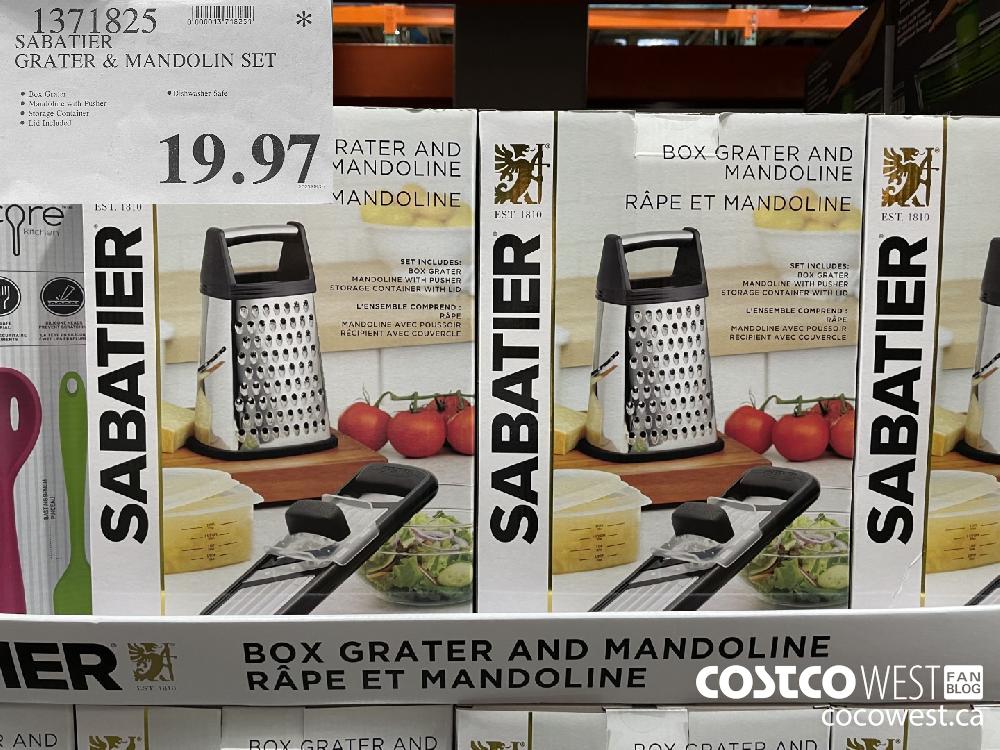 1371825
SABATIER
GRATER & MANDOLIN SET
• Box Grater
• Mandoline with Pusher
• Storage Container
• Lid Included
• Dishwasher Safe
*
19.97
RATER AND
MANDOLINE
MANDOLINE
EST. 1810
SABATIER
SET INCLUDES:
BOX GRATER
MANDOLINE WITH PUSHER
STORAGE CONTAINER WITH LID
L'ENSEMBLE COMPREND :
RÂPE
MANDOLINE AVEC POUSSOIR
RÉCIPIENT AVEC COUVERCLE
BOX GRATER AND
MANDOLINE
RÂPE ET MANDOLINE
EST. 1810
SABATIER
SET INCLUDES:
BOX GRATER
MANDOLINE WITH PUSHER
STORAGE CONTAINER WITH LID
L'ENSEMBLE COMPREND :
RÂPE
MANDOLINE AVEC POUSSOIR
RÉCIPIENT AVEC COUVERCLE
EST. 1810
SABATIER
core
kitchen
IER
EST. 1810
BOX GRATER AND MANDOLINE
RÂPE ET MANDOLINE
COSTCO WEST FAN BLOG
cocowest.ca
R AND
BOX GRATER AND
BOX GRATER AND